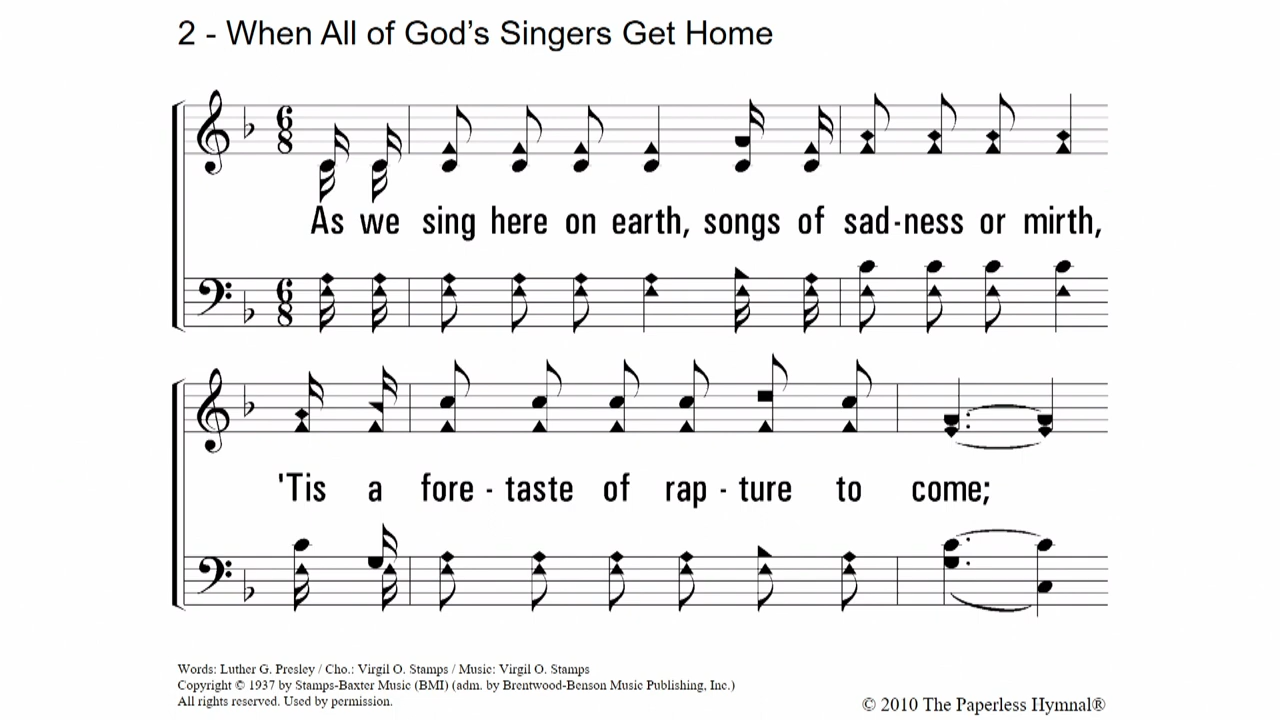 2 - When All of God’s Singers Get Home
6
8
As we sing here on earth, songs of sad-ness or mirth,
6
8
'Tis a fore - taste of rap - ture to come;
Words: Luther G. Presley / Cho.: Virgil O. Stamps / Music: Virgil O. Stamps
Copyright © 1937 by Stamps-Baxter Music (BMI) (adm. by Brentwood-Benson Music Publishing, Inc.)
All rights reserved. Used by permission.
© 2010 The Paperless Hymnal®